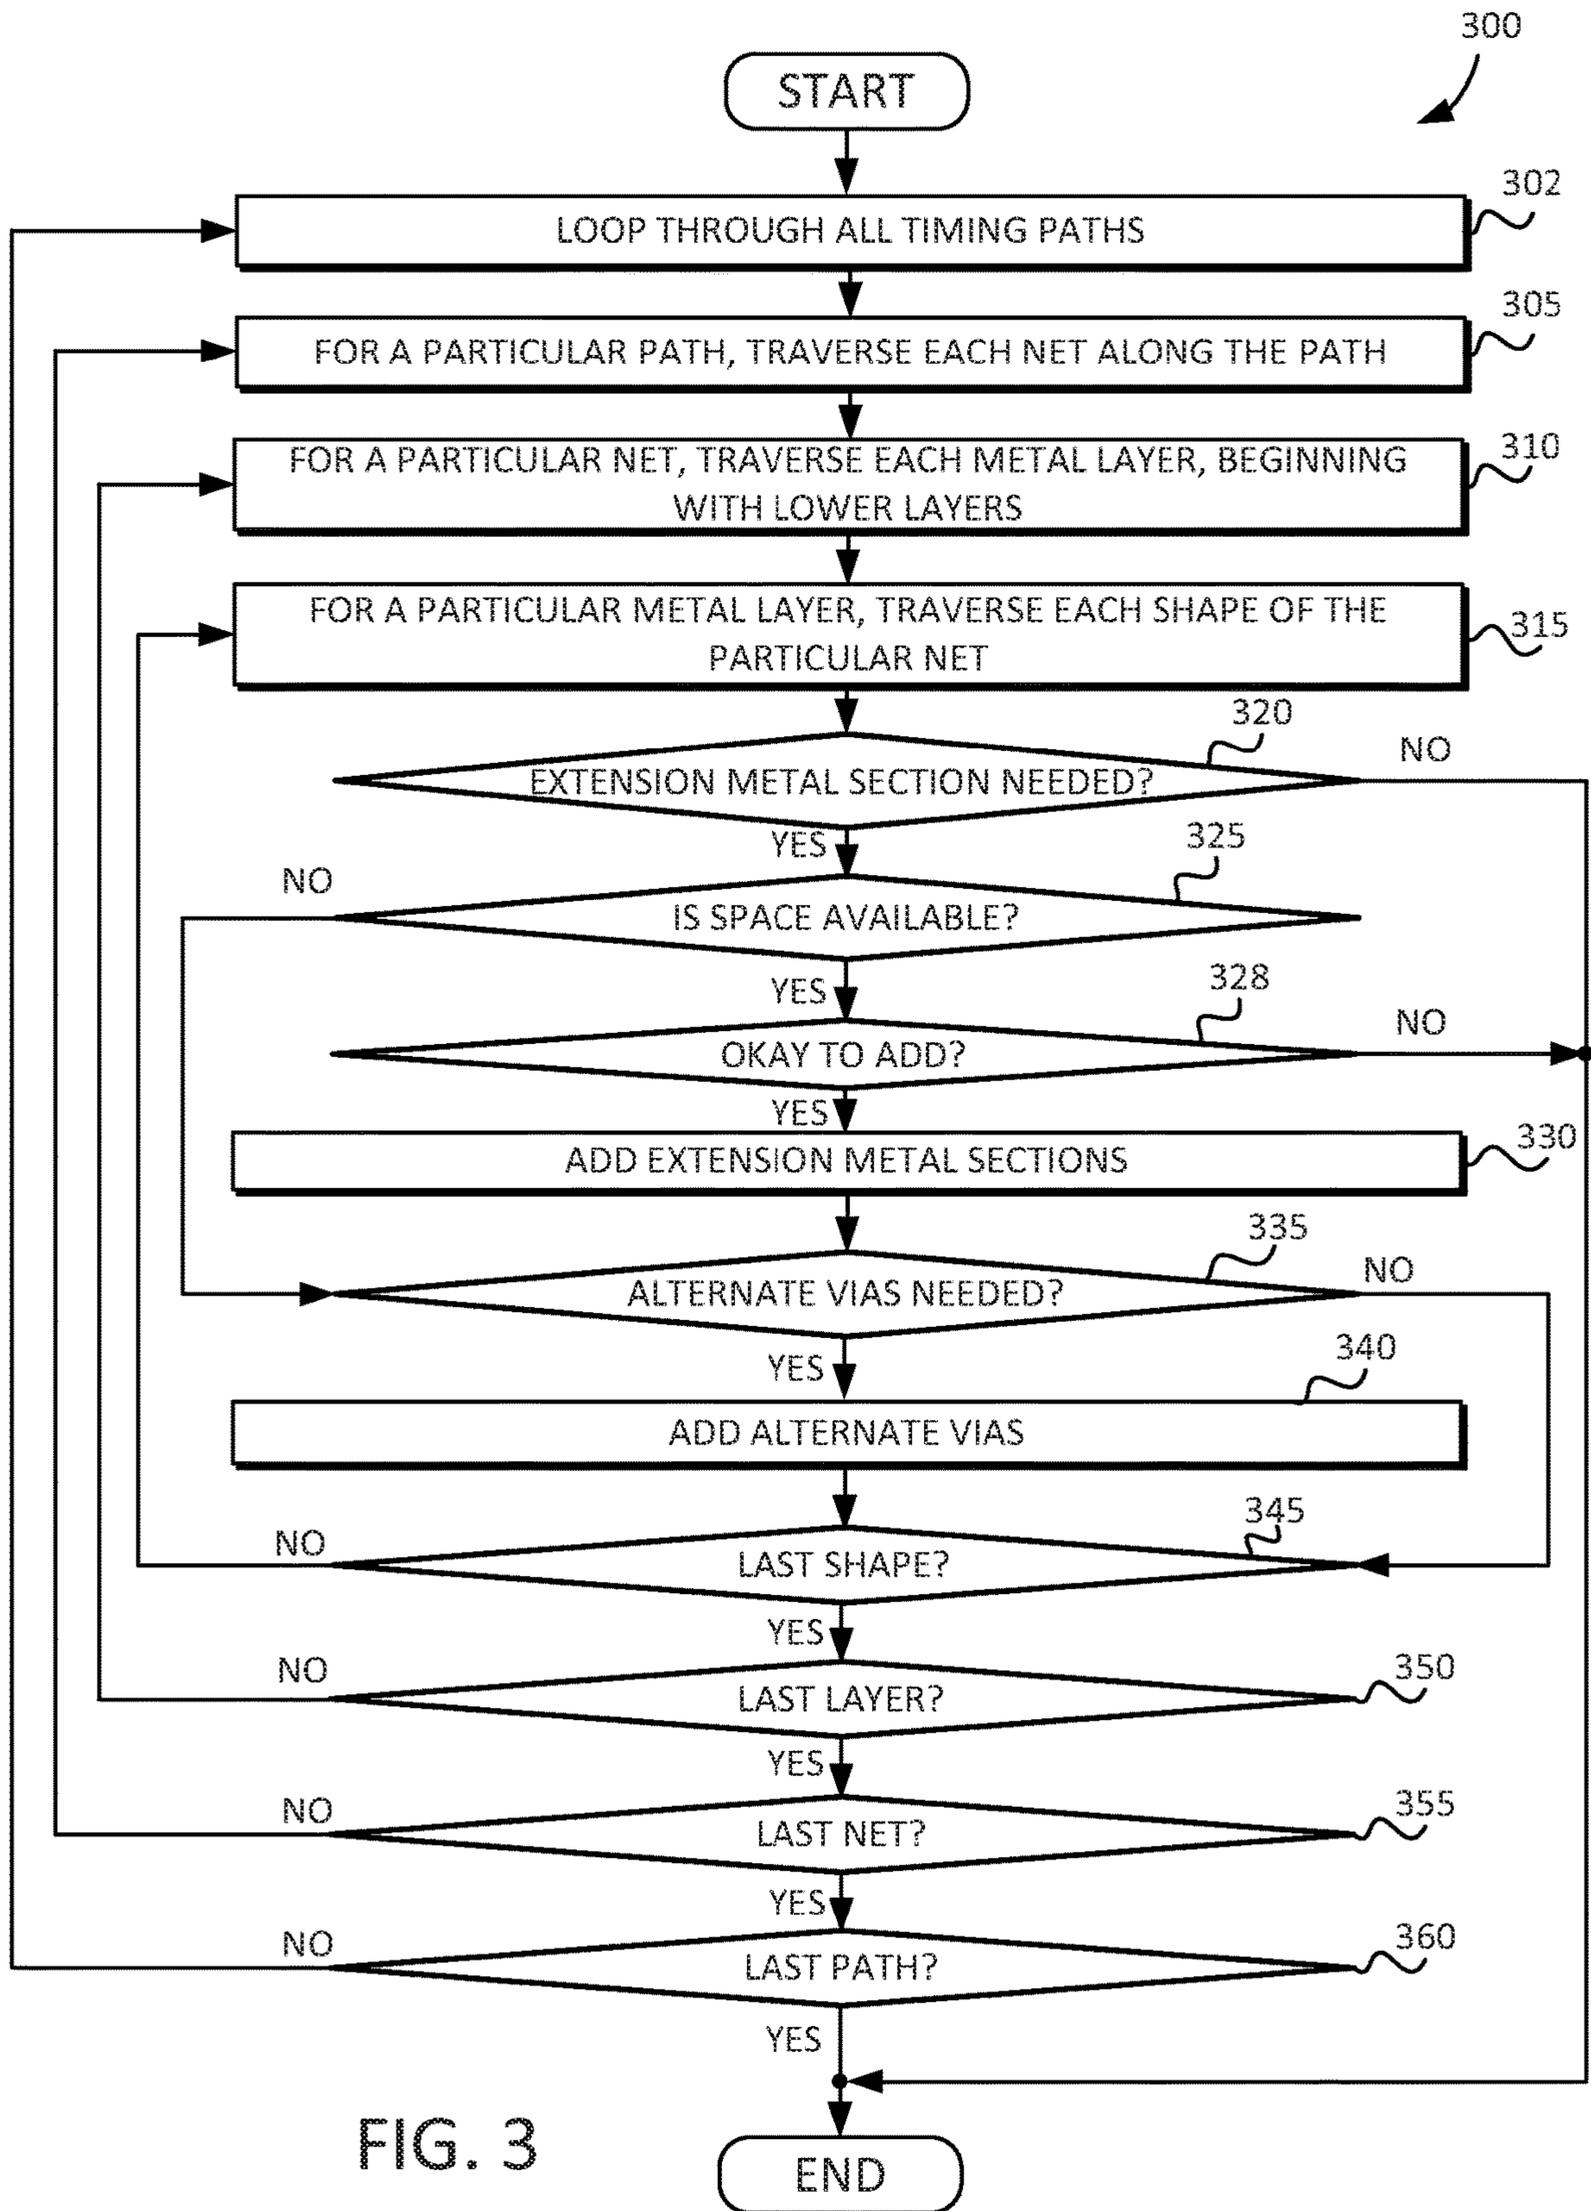 300
START
302
LOOP THROUGH ALL TIMING PATHS
305
FOR A PARTICULAR PATH, TRAVERSE EACH NET ALONG THE PATH
310
FOR A PARTICULAR NET, TRAVERSE EACH METAL LAYER, BEGINNING
WITH LOWER LAYERS
315
FOR A PARTICULAR METAL LAYER, TRAVERSE EACH SHAPE OF THE
PARTICULAR NET
320
NO
EXTENSION METAL SECTION NEEDED?
YES
325
NO
IS SPACE AVAILABLE?
YES
328
NO
OKAY TO ADD?
YES
330
ADD EXTENSION METAL SECTIONS
335
NO
ALTERNATE VIAS NEEDED?
YES
340
ADD ALTERNATE VIAS
345
NO
LAST SHAPE?
YES
350
NO
LAST LAYER?
YES
355
NO
LAST NET?
YES
360
NO
LAST PATH?
YES
FIG. 3
END